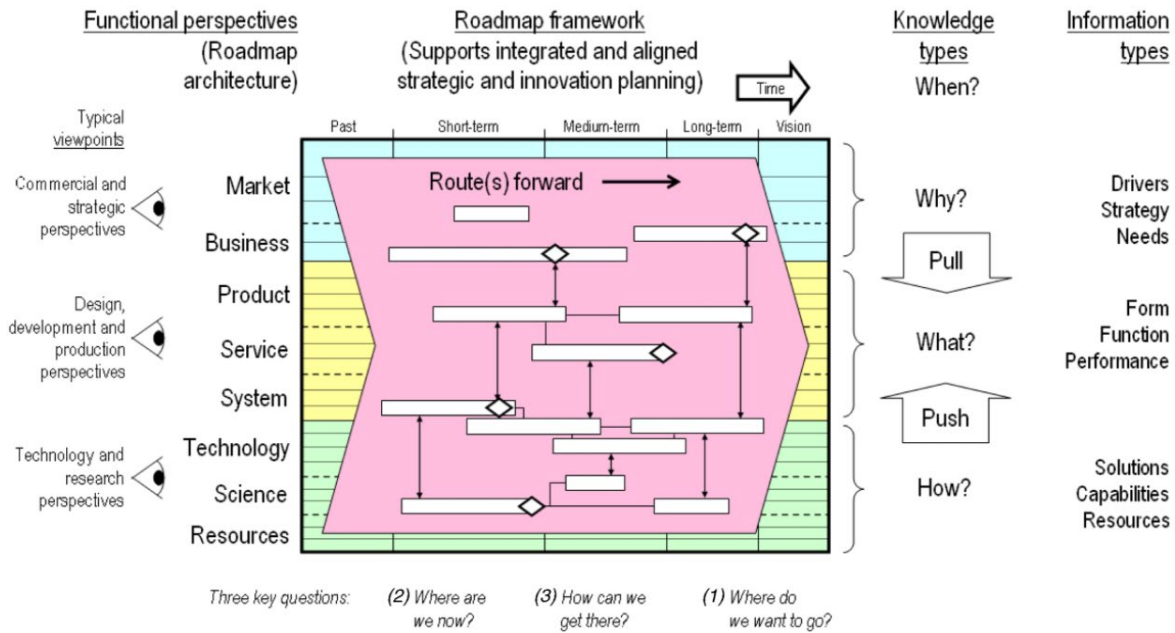 Functional perspectives
(Roadmap
architecture)
Roadmap framework
(Supports integrated and aligned
strategic and innovation planning)
Time
Knowledge
types
When?
Information
types
Typical
viewpoints
Past
Short-term
Medium-term
Long-term
Vision
Commercial and
strategic
perspectives
Market
Business
Route(s) forward
Why?
Drivers
Strategy
Needs
Pull
Design,
development and
production
perspectives
Product
Service
System
What?
Form
Function
Performance
Push
Technology and
research
perspectives
Technology
Science
Resources
How?
Solutions
Capabilities
Resources
Three key questions:
(2) Where are
we now?
(3) How can we
get there?
(1) Where do
we want to go?